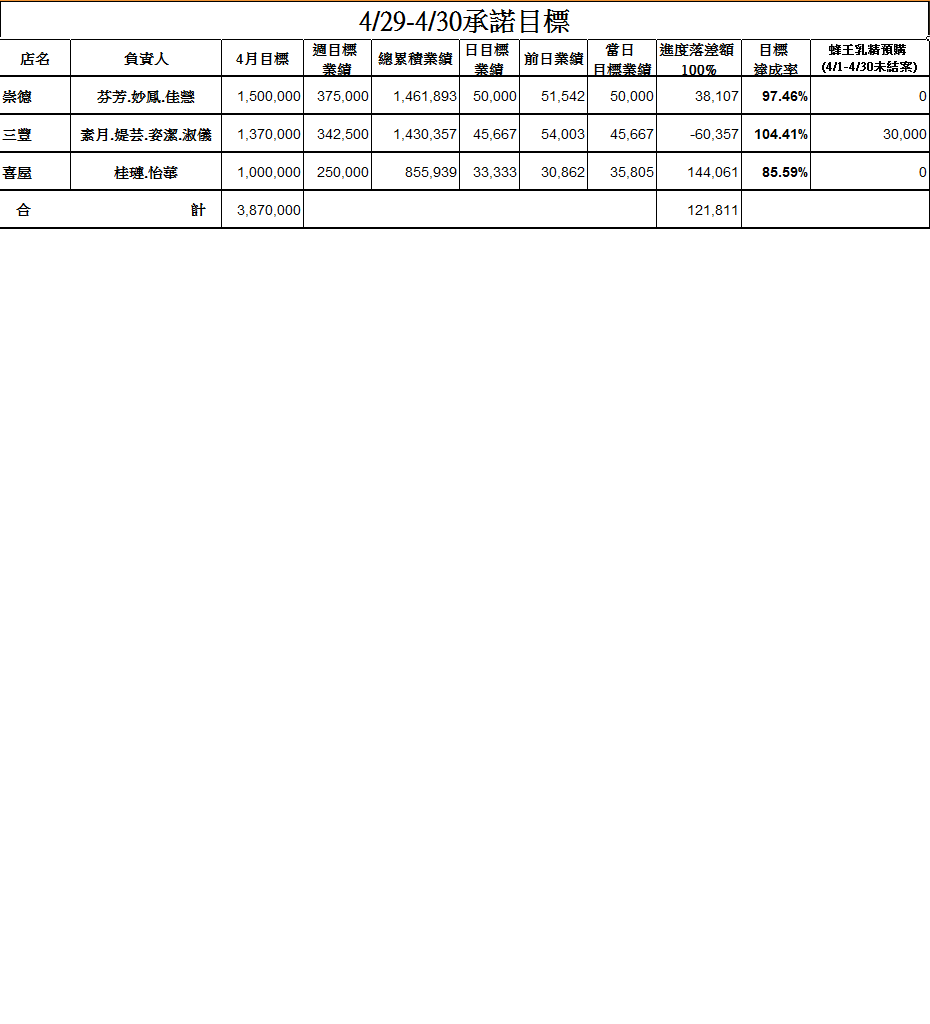 4/29-4/30承諾目標
店名 負責人 4月目標 週目標業績 總累積業績 日目標業績 前日業績 當日目標業績 進度落差額100% 目標達成率 蜂王乳精預購(4/1-4/30未結案)
崇德 芬芳.妙鳳.佳慧 1,500,000 375,000 1,461,893 50,000 51,542 50,000 38,107 97.46% 0
三豐 素月.媞芸.姿潔.淑儀 1,370,000 342,500 1,430,357 45,667 54,003 45,667 -60,357 104.41% 30,000
喜屋 桂璉.怡華 1,000,000 250,000 855,939 33,333 30,862 35,805 144,061 85.59% 0
合 計 3,870,000 121,811